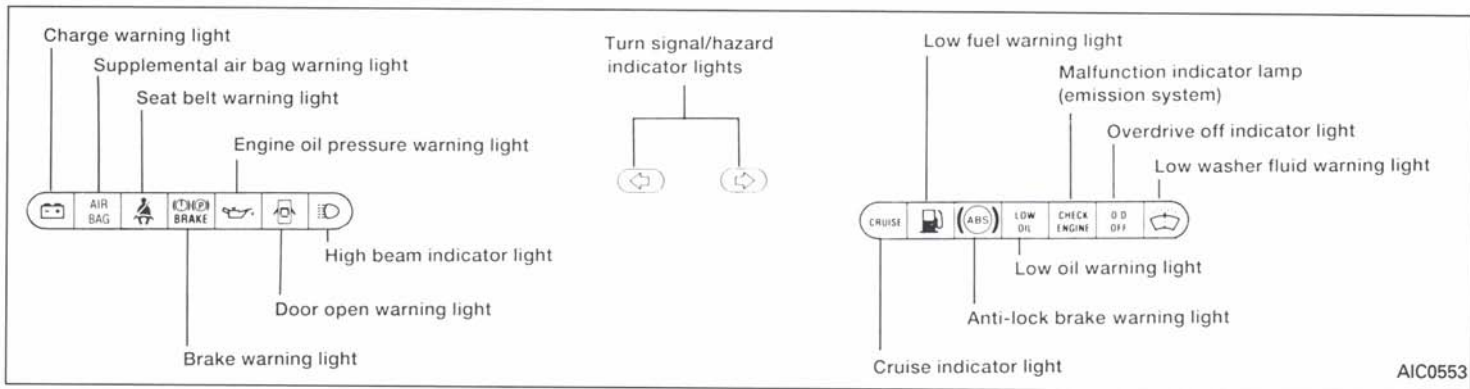 Charge warning light
Supplemental air bag warning light
Seat belt warning light
Engine oil pressure warning light
AIR
BAG
BRAKE
High beam indicator light
Door open warning light
Brake warning light
Turn signal/hazard
indicator lights
Low fuel warning light
Malfunction indicator lamp
(emission system)
Overdrive off indicator light
Low washer fluid warning light
CRUISE
ABS
LOW
OIL
CHECK
ENGINE
O D
OFF
Low oil warning light
Anti-lock brake warning light
Cruise indicator light
AIC0553